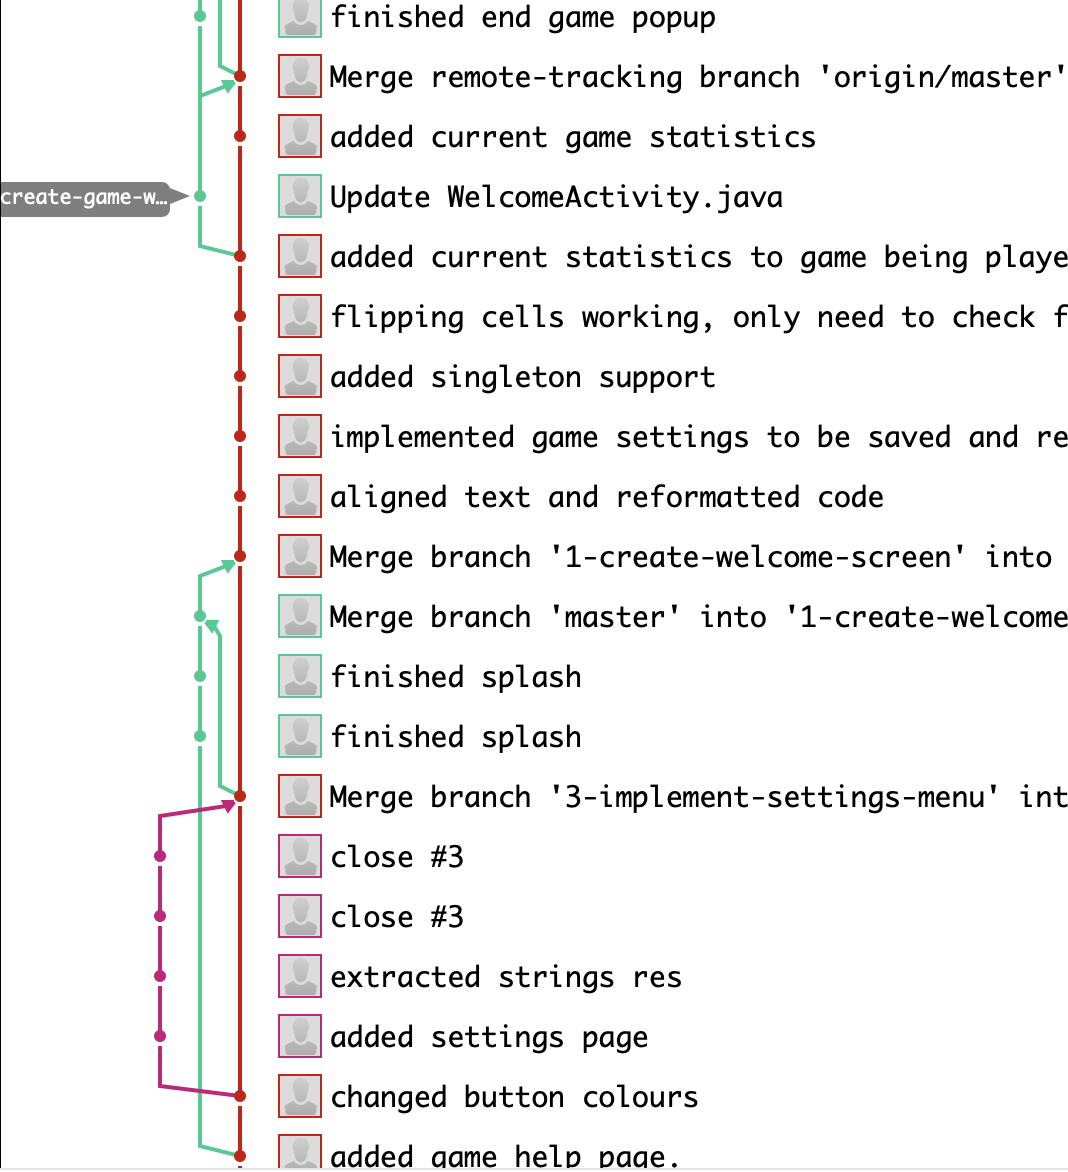 finished end game popup
Merge remote-tracking branch 'origin/master'
added current game statistics
create-game-w…
Update WelcomeActivity.java
added current statistics to game being playe
flipping cells working, only need to check f
added singleton support
implemented game settings to be saved and re
aligned text and reformatted code
Merge branch '1-create-welcome-screen' into
Merge branch 'master' into '1-create-welcome
finished splash
finished splash
Merge branch '3-implement-settings-menu' int
close #3
close #3
extracted strings res
added settings page
changed button colours
added game help page.